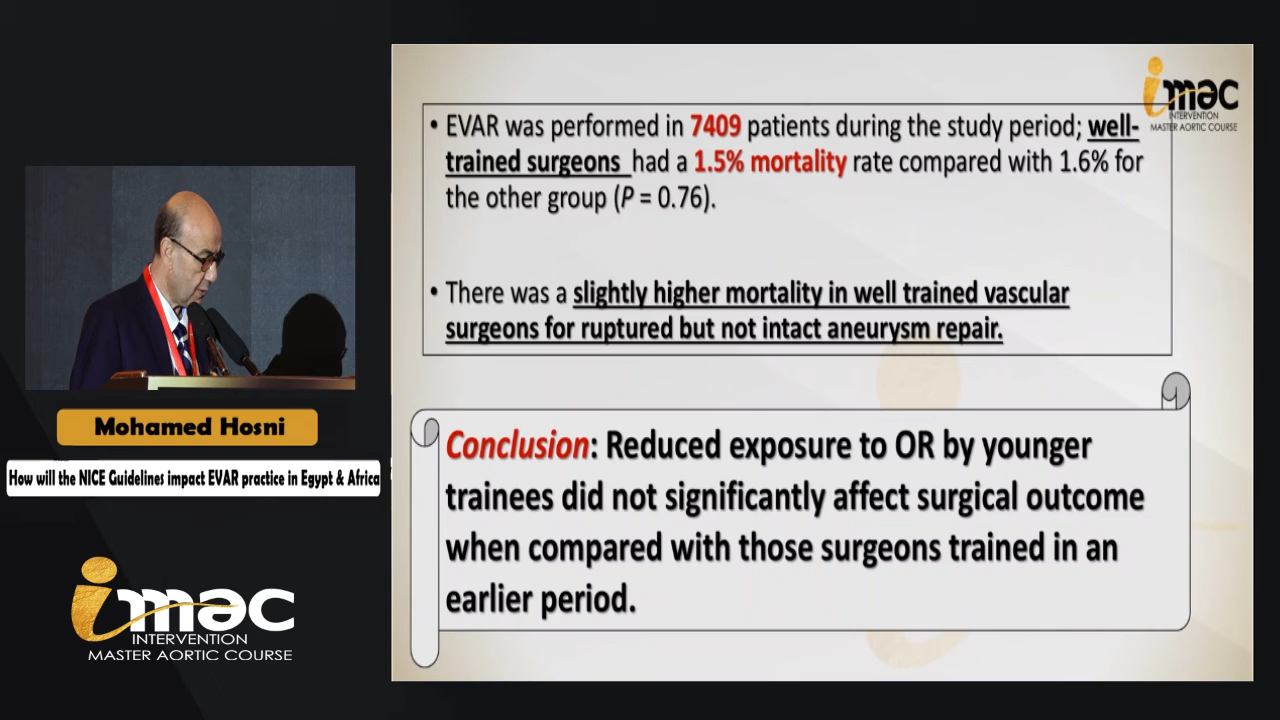 imac
INTERVENTION
MASTER AORTIC COURSE
• EVAR was performed in 7409 patients during the study period; well-
trained surgeons had a 1.5% mortality rate compared with 1.6% for
the other group (P = 0.76).
• There was a slightly higher mortality in well trained vascular
surgeons for ruptured but not intact aneurysm repair.
Conclusion: Reduced exposure to OR by younger
trainees did not significantly affect surgical outcome
when compared with those surgeons trained in an
earlier period.
Mohamed Hosni
How will the NICE Guidelines impact EVAR practice in Egypt & Africa
imac
INTERVENTION
MASTER AORTIC COURSE